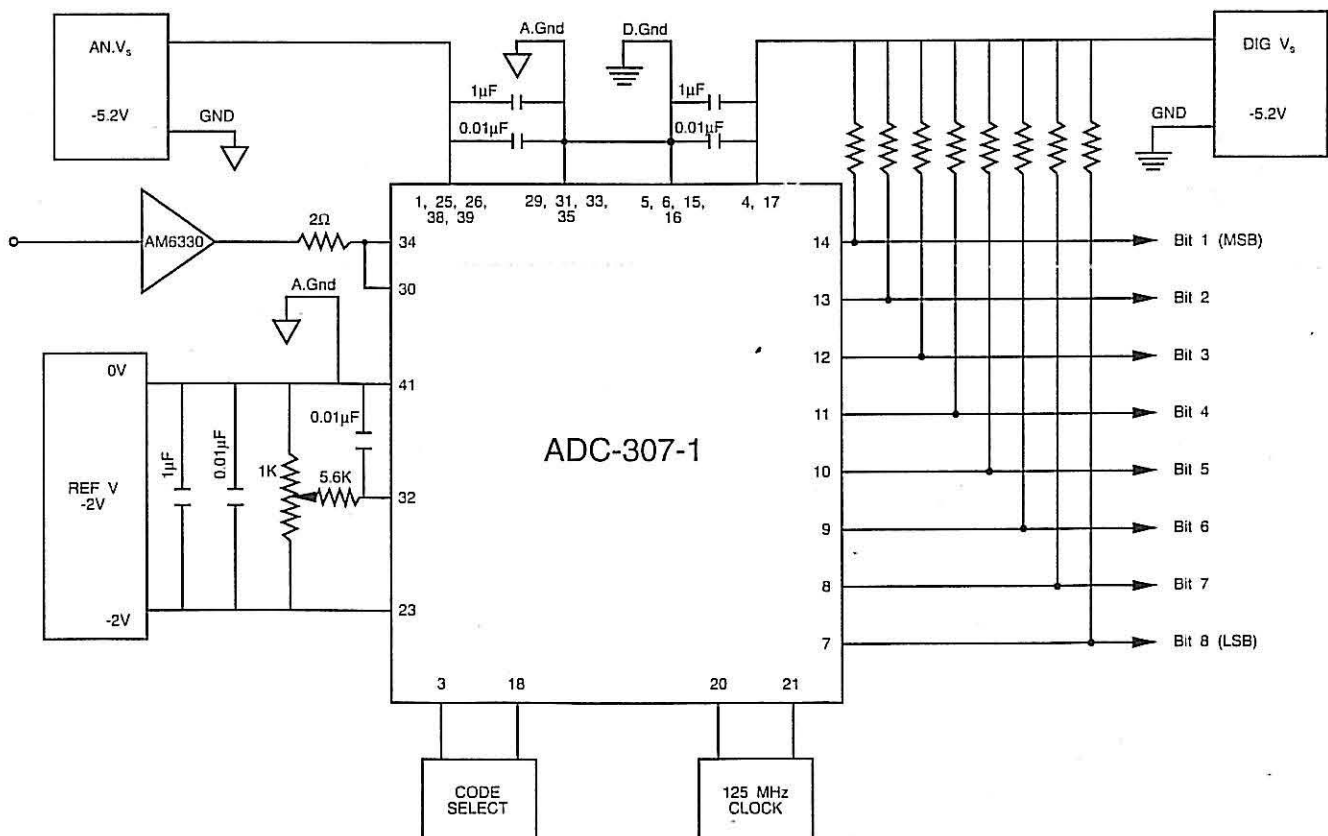 AN.Vs
-5.2V
GND
A.Gnd
D.Gnd
1µF
0.01µF
1µF
0.01µF
DIG Vs
-5.2V
GND
1, 25, 26,
38, 39
29, 31, 33,
35
5, 6, 15,
16
4, 17
AM6330
2Ω
34
30
A.Gnd
0V
REF V
-2V
-2V
1µF
0.01µF
1K
5.6K
0.01µF
41
32
23
ADC-307-1
14
Bit 1 (MSB)
13
Bit 2
12
Bit 3
11
Bit 4
10
Bit 5
9
Bit 6
8
Bit 7
7
Bit 8 (LSB)
3
18
20
21
CODE
SELECT
125 MHz
CLOCK